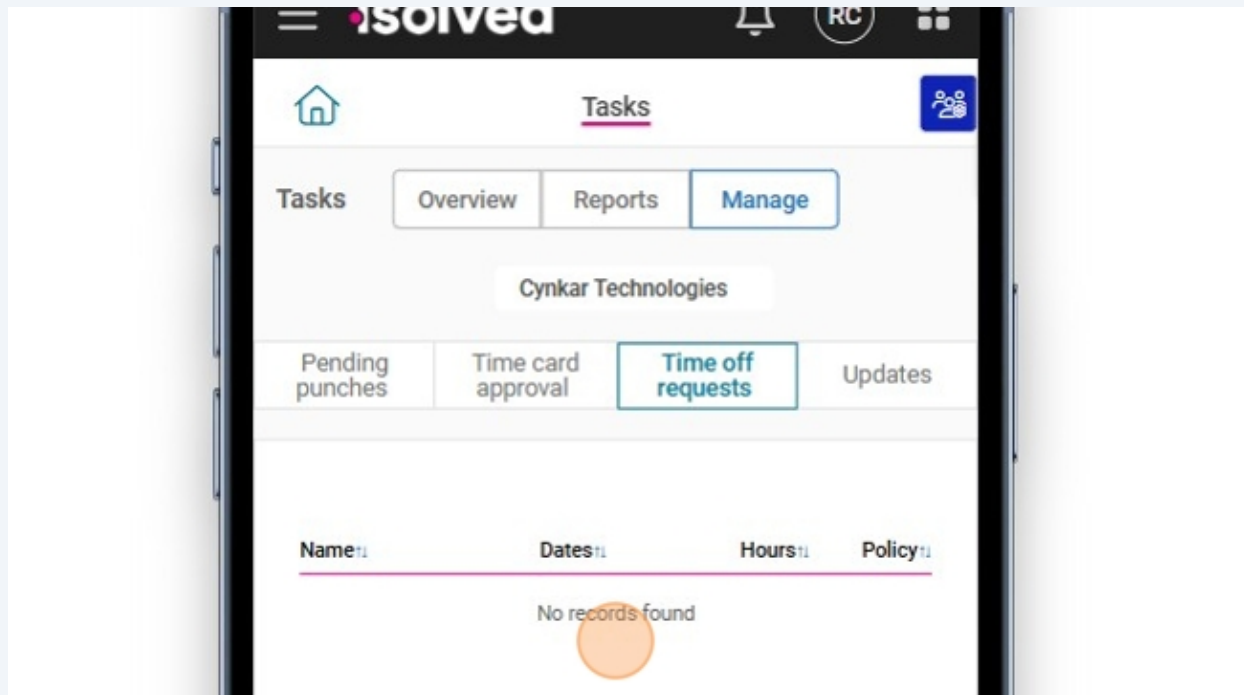 isolved
RC
Tasks
Tasks
Overview
Reports
Manage
Cynkar Technologies
Pending
punches
Time card
approval
Time off
requests
Updates
Name
Dates
Hours
Policy
No records found